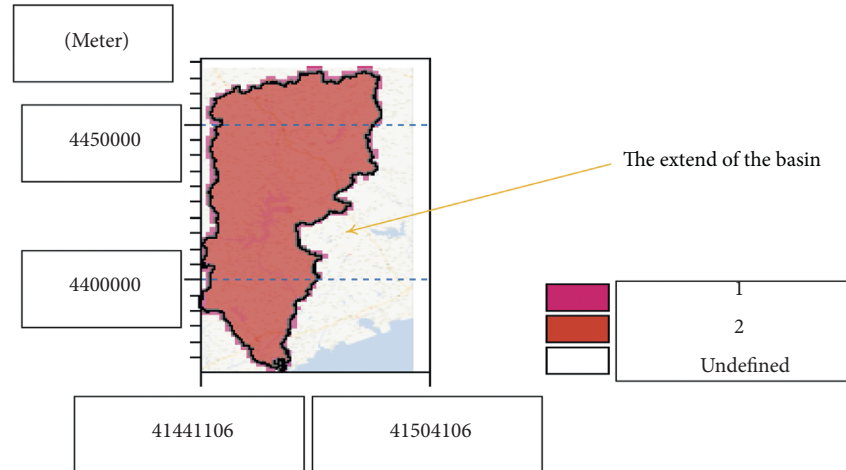 (Meter)
4450000
The extend of the basin
4400000
1
2
Undefined
41441106
41504106